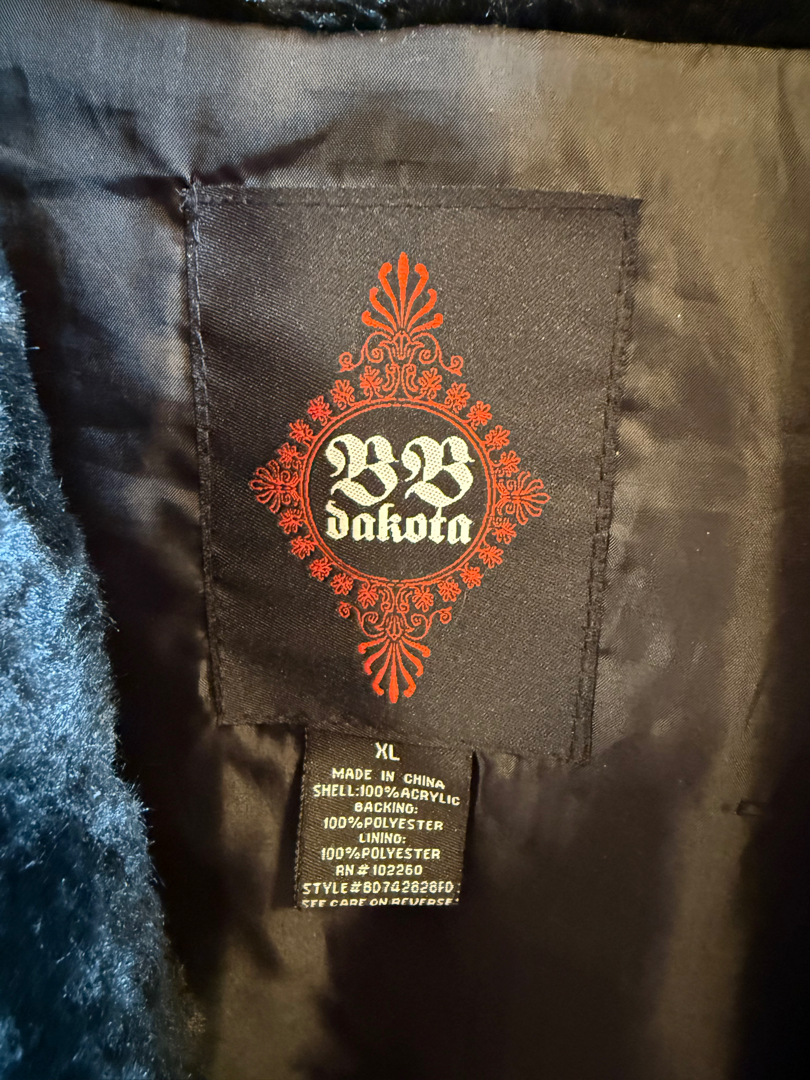 BB
dakota
XL
MADE IN CHINA
SHELL:100%ACRYLIC
BACKING:
100%POLYESTER
LINING:
100%POLYESTER
RN#102260
STYLE#BD742828FD
SEE CARE ON REVERSE